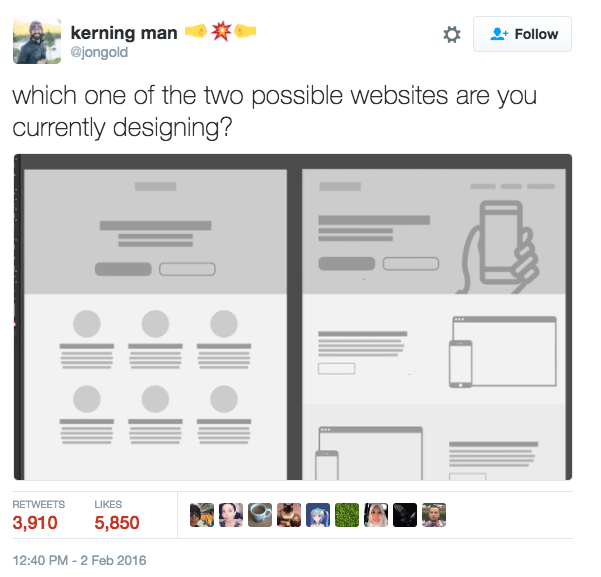 kerning man
@jongold
Follow
which one of the two possible websites are you
currently designing?
RETWEETS LIKES
3,910 5,850
12:40 PM - 2 Feb 2016